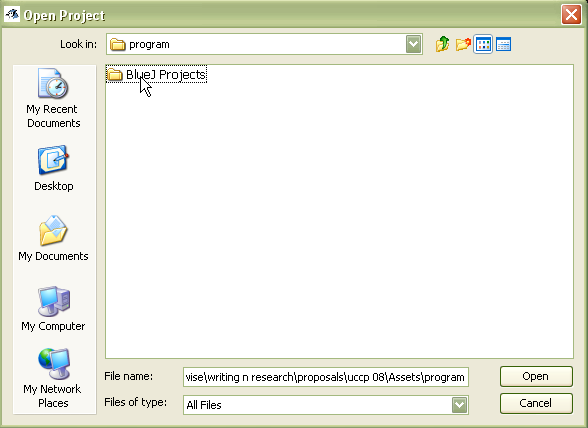 Open Project
Look in: program
BlueJ Projects
My Recent
Documents
Desktop
My Documents
My Computer
My Network
Places
File name: vise\writing n research\proposals\uccp 08\Assets\program Open
Files of type: All Files Cancel